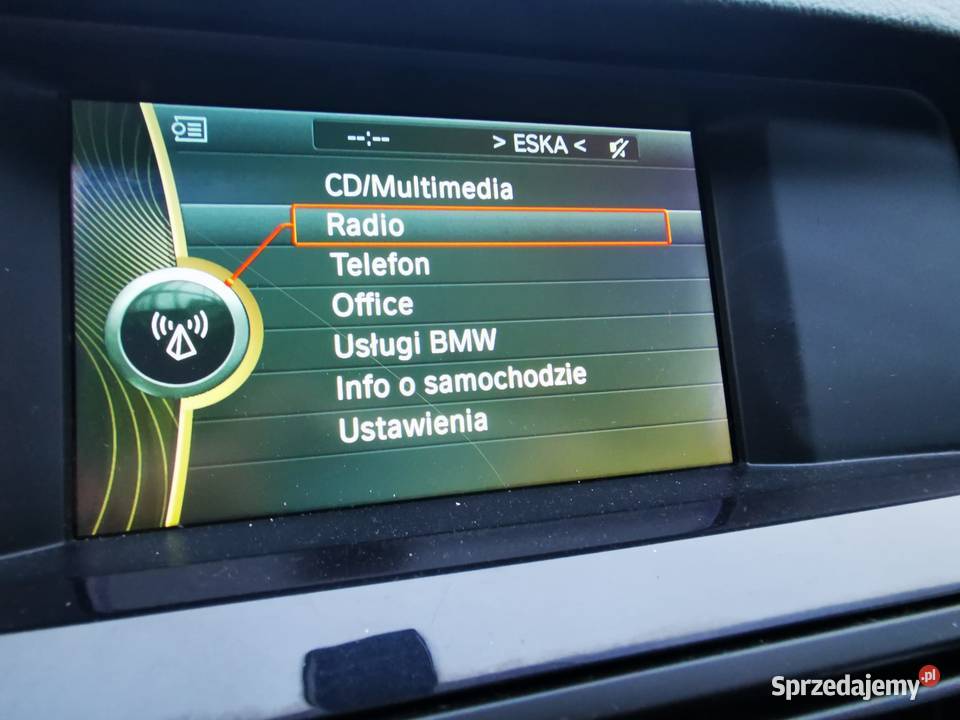 --:-- > ESKA <
CD/Multimedia
Radio
Telefon
Office
Usługi BMW
Info o samochodzie
Ustawienia
Sprzedajemy.pl